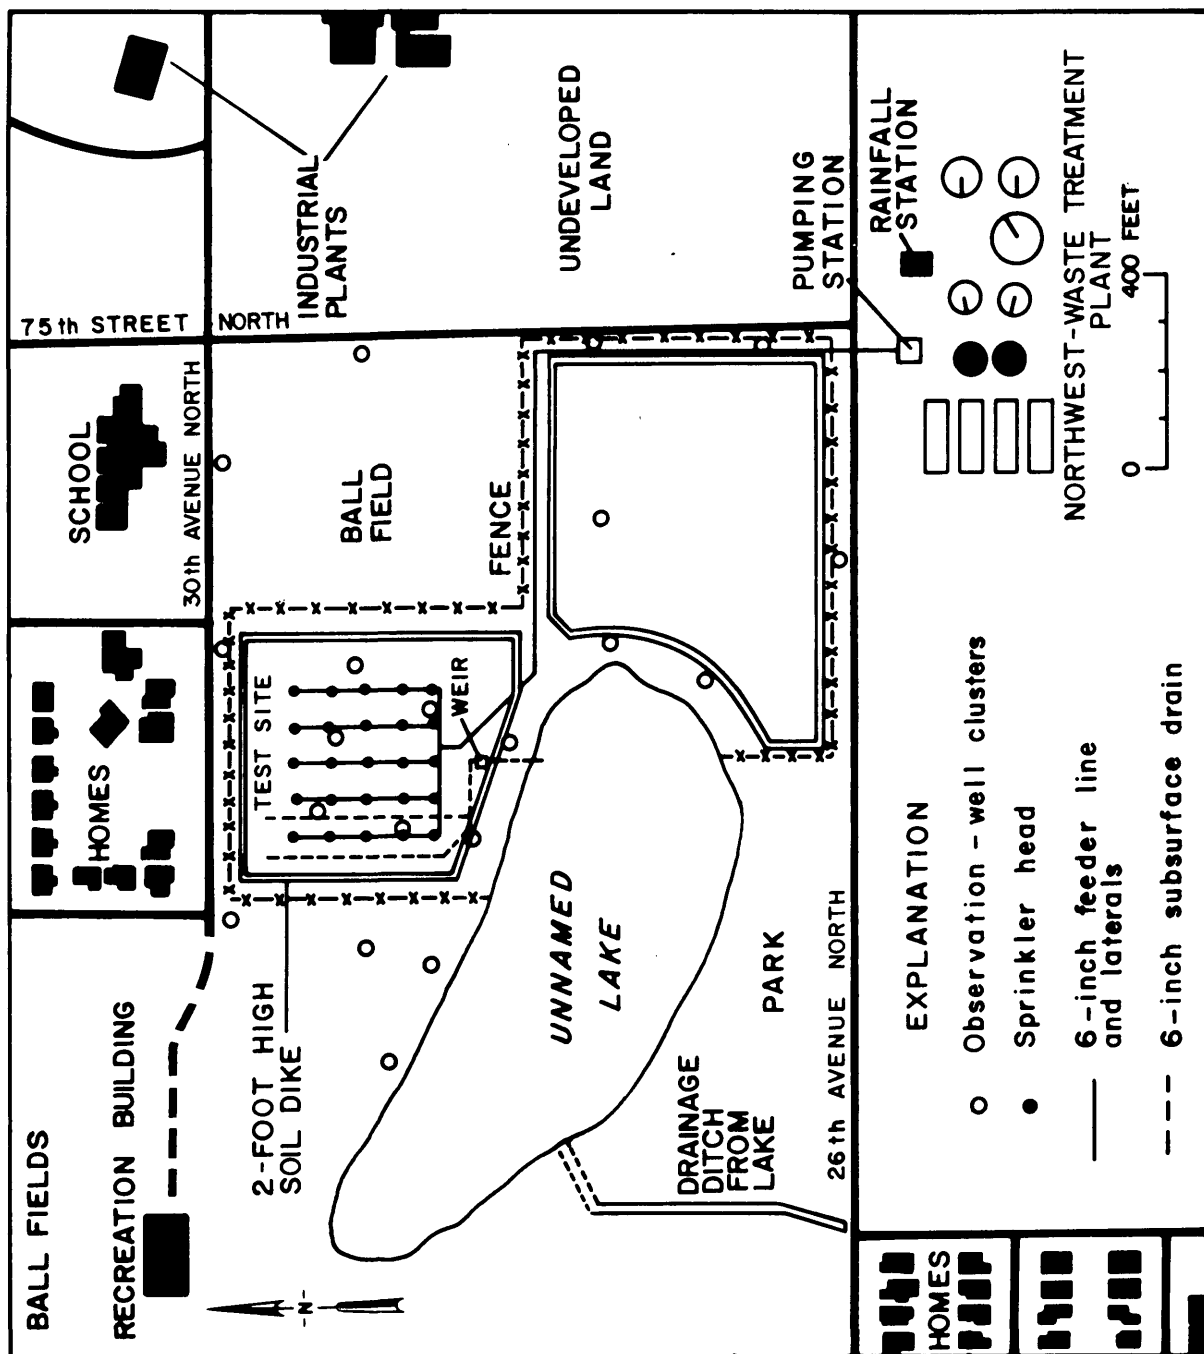 BALL FIELDS
RECREATION BUILDING
HOMES
SCHOOL
30th AVENUE NORTH
75th STREET
NORTH
INDUSTRIAL
PLANTS
2-FOOT HIGH
SOIL DIKE
TEST SITE
WEIR
BALL
FIELD
FENCE
UNDEVELOPED
LAND
UNNAMED
LAKE
N
DRAINAGE
DITCH
FROM
LAKE
PARK
26th AVENUE NORTH
PUMPING
STATION
RAINFALL
STATION
NORTHWEST-WASTE TREATMENT
PLANT
0
400 FEET
HOMES
EXPLANATION
Observation-well clusters
Sprinkler head
6-inch feeder line
and laterals
6-inch subsurface drain